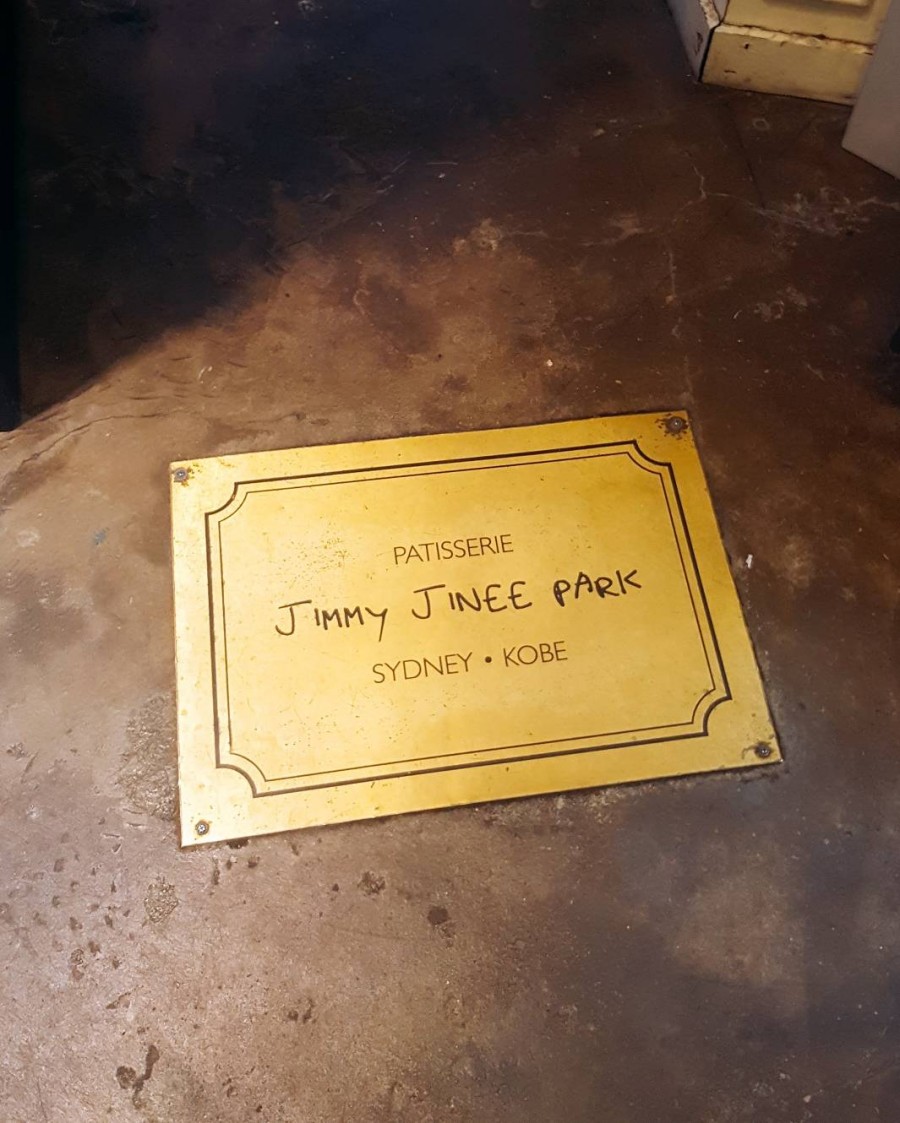 PATISSERIE
JIMMY JINEE PARK
SYDNEY • KOBE